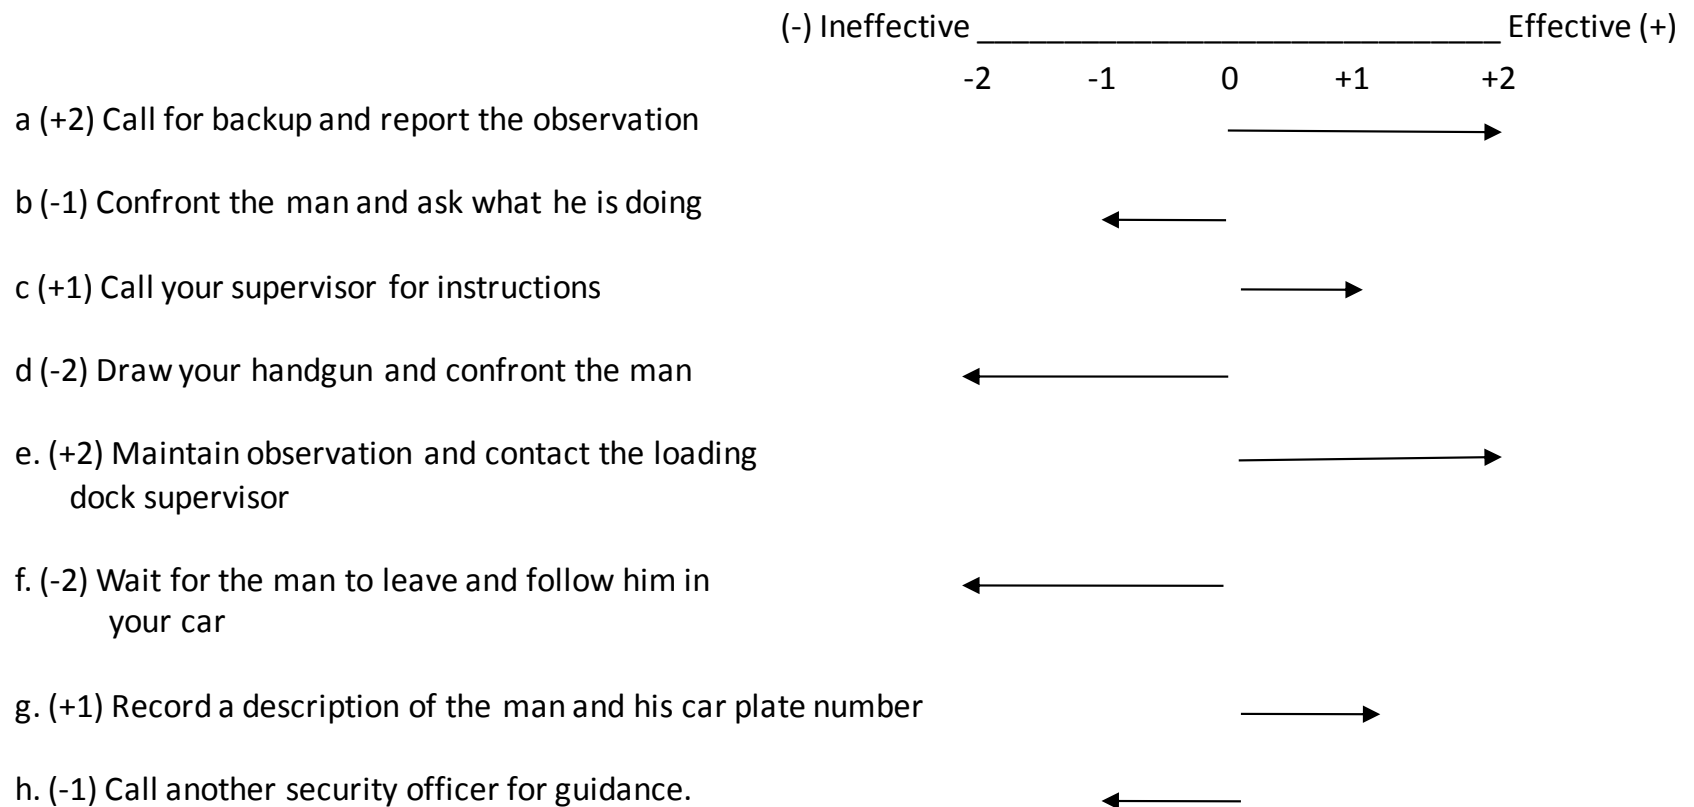 (-) Ineffective ______________________________ Effective (+)
-2 -1 0 +1 +2
a (+2) Call for backup and report the observation
b (-1) Confront the man and ask what he is doing
c (+1) Call your supervisor for instructions
d (-2) Draw your handgun and confront the man
e. (+2) Maintain observation and contact the loading
dock supervisor
f. (-2) Wait for the man to leave and follow him in
your car
g. (+1) Record a description of the man and his car plate number
h. (-1) Call another security officer for guidance.